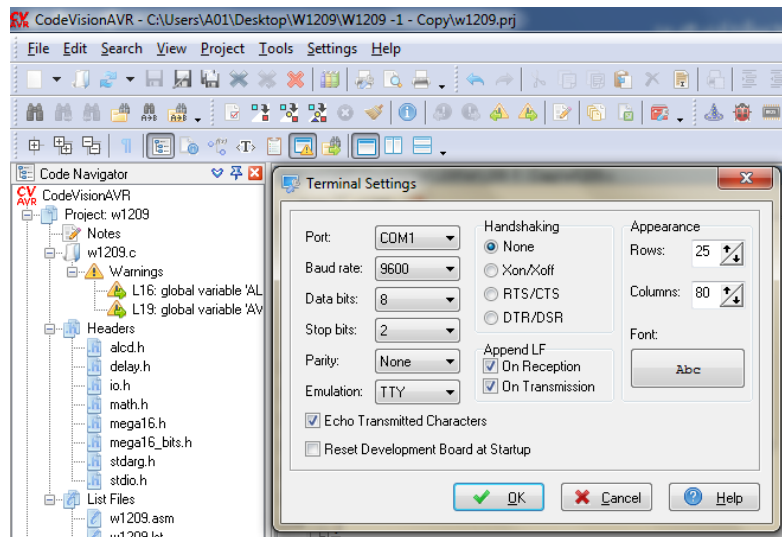 CodeVisionAVR - C:\Users\A01\Desktop\W1209\W1209 -1 - Copy\w1209.prj
File Edit Search View Project Tools Settings Help
Code Navigator
CodeVisionAVR
Project: w1209
Notes
w1209.c
Warnings
L16: global variable 'AL
L19: global variable 'AV
Headers
alcd.h
delay.h
io.h
math.h
mega16.h
mega16_bits.h
stdarg.h
stdio.h
List Files
w1209.asm
w1209.lst
Terminal Settings
Port: COM1
Baud rate: 9600
Data bits: 8
Stop bits: 2
Parity: None
Emulation: TTY
Handshaking
None
Xon/Xoff
RTS/CTS
DTR/DSR
Append LF
On Reception
On Transmission
Appearance
Rows: 25
Columns: 80
Font:
Abc
Echo Transmitted Characters
Reset Development Board at Startup
OK Cancel Help